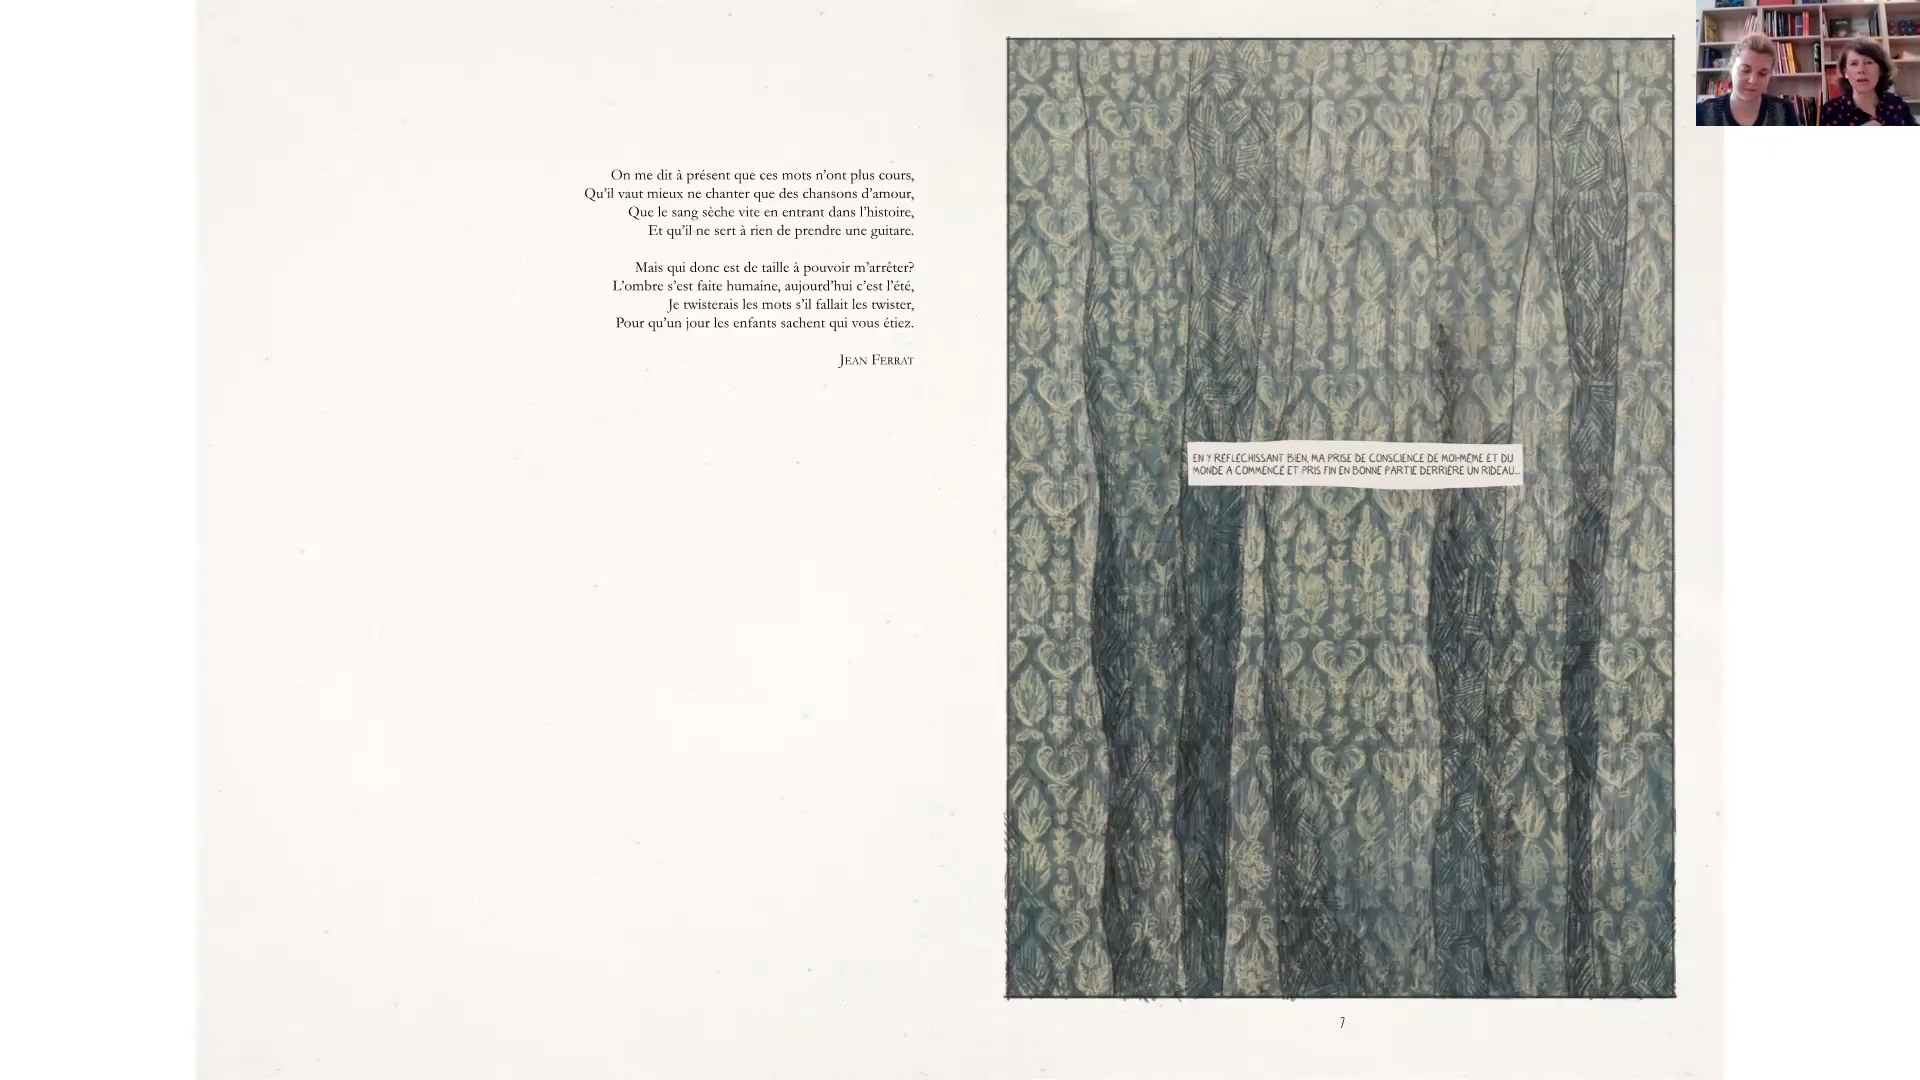 On me dit à présent que ces mots n’ont plus cours,
Qu’il vaut mieux ne chanter que des chansons d’amour,
Que le sang sèche vite en entrant dans l’histoire,
Et qu’il ne sert à rien de prendre une guitare.
Mais qui donc est de taille à pouvoir m’arrêter?
L’ombre s’est faite humaine, aujourd’hui c’est l’été,
Je twisterais les mots s’il fallait les twister,
Pour qu’un jour les enfants sachent qui vous étiez.
Jean Ferrat
EN Y RÉFLÉCHISSANT BIEN, MA PRISE DE CONSCIENCE DE MOI-MÊME ET DU
MONDE A COMMENCÉ ET PRIS FIN EN BONNE PARTIE DERRIÈRE UN RIDEAU...
7